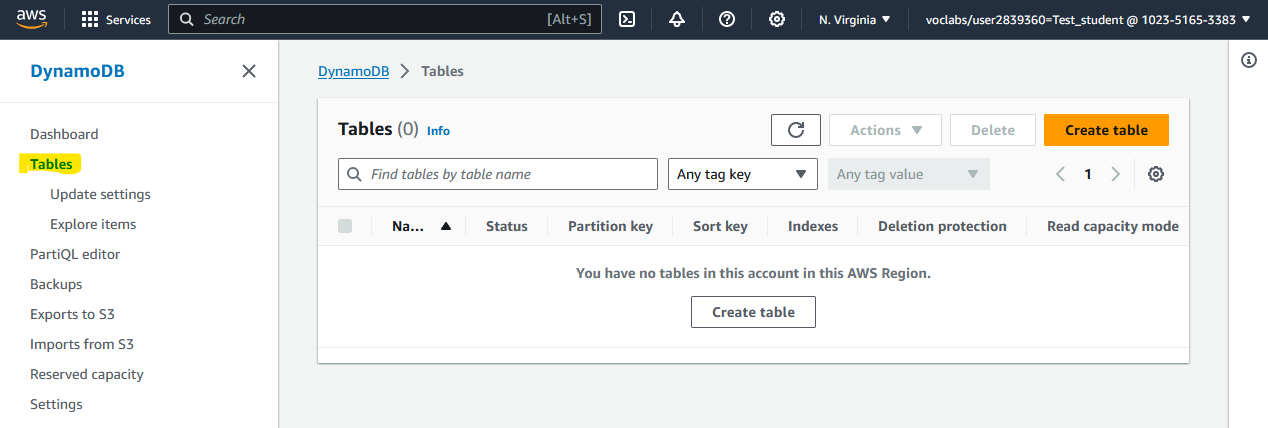 aws Services Search [Alt+S] N. Virginia voclabs/user2839360=Test_student @ 1023-5165-3383
DynamoDB
Dashboard
Tables
Update settings
Explore items
PartiQL editor
Backups
Exports to S3
Imports from S3
Reserved capacity
Settings
DynamoDB Tables
Tables (0) Info Actions Delete Create table
Find tables by table name Any tag key Any tag value 1
Na... Status Partition key Sort key Indexes Deletion protection Read capacity mode
You have no tables in this account in this AWS Region.
Create table